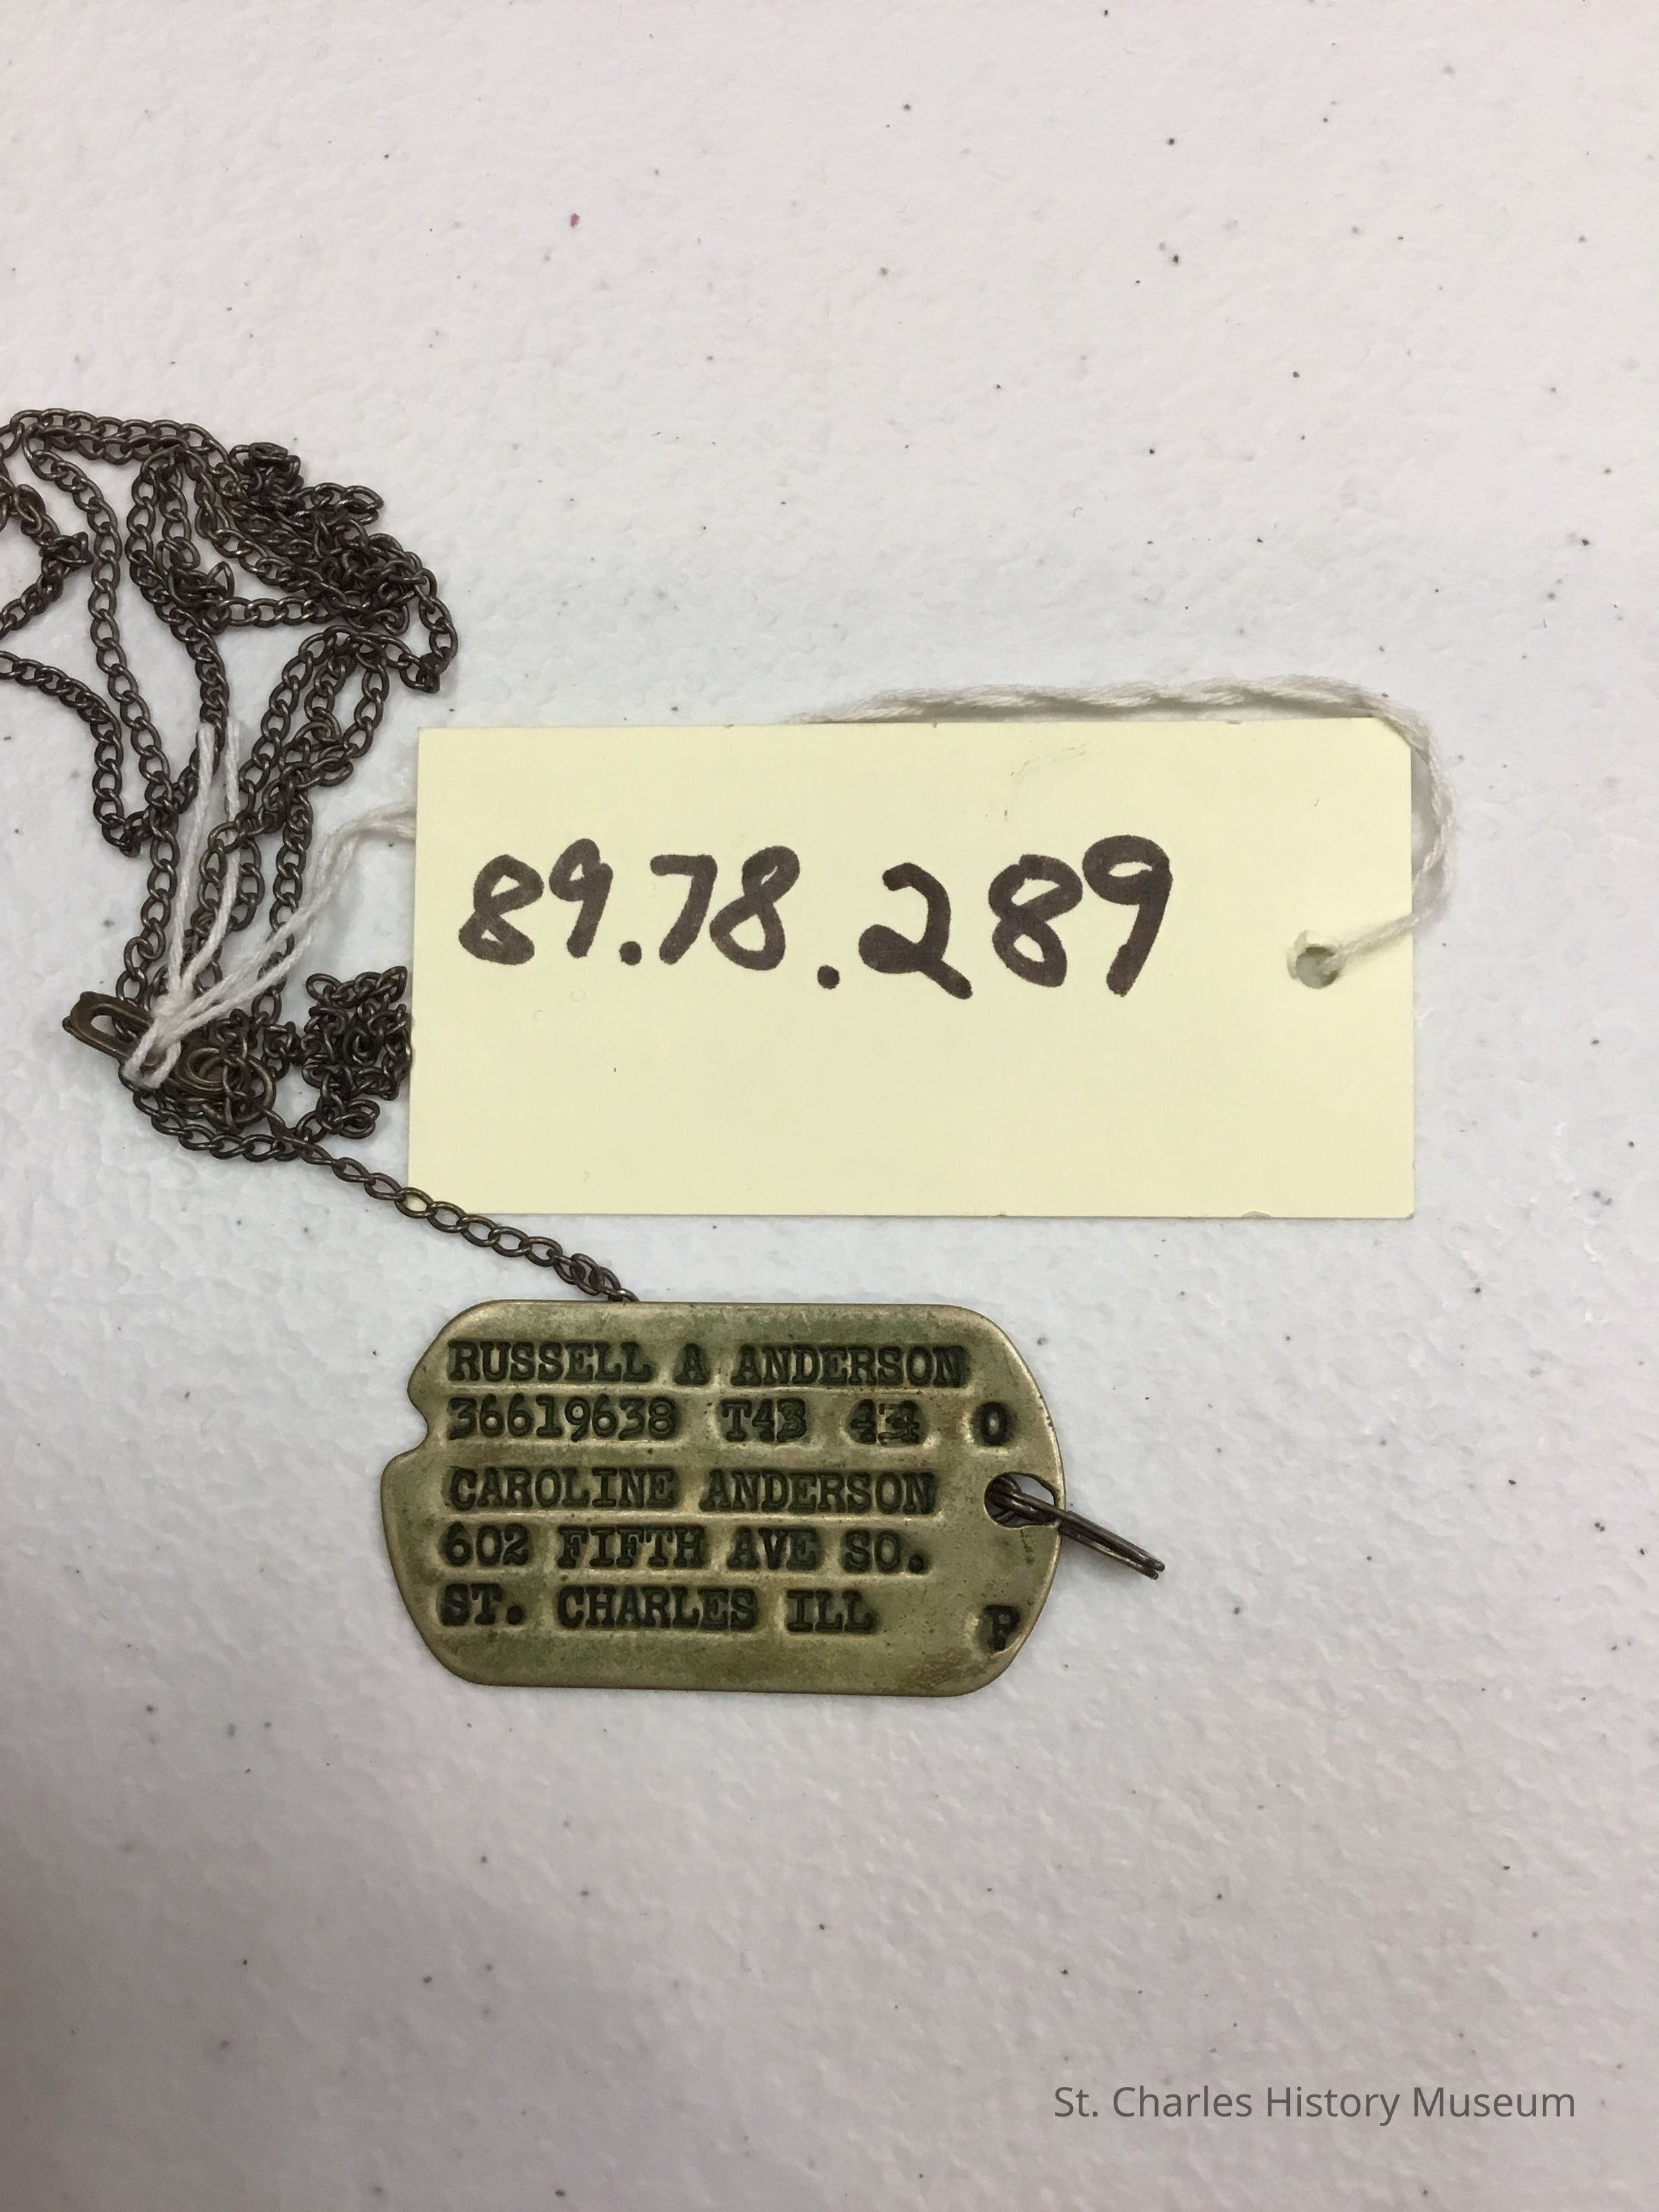 89.78.289
RUSSELL A ANDERSON
36619638 T43 44 O
CAROLINE ANDERSON
602 FIFTH AVE SO.
ST. CHARLES ILL P
St. Charles History Museum